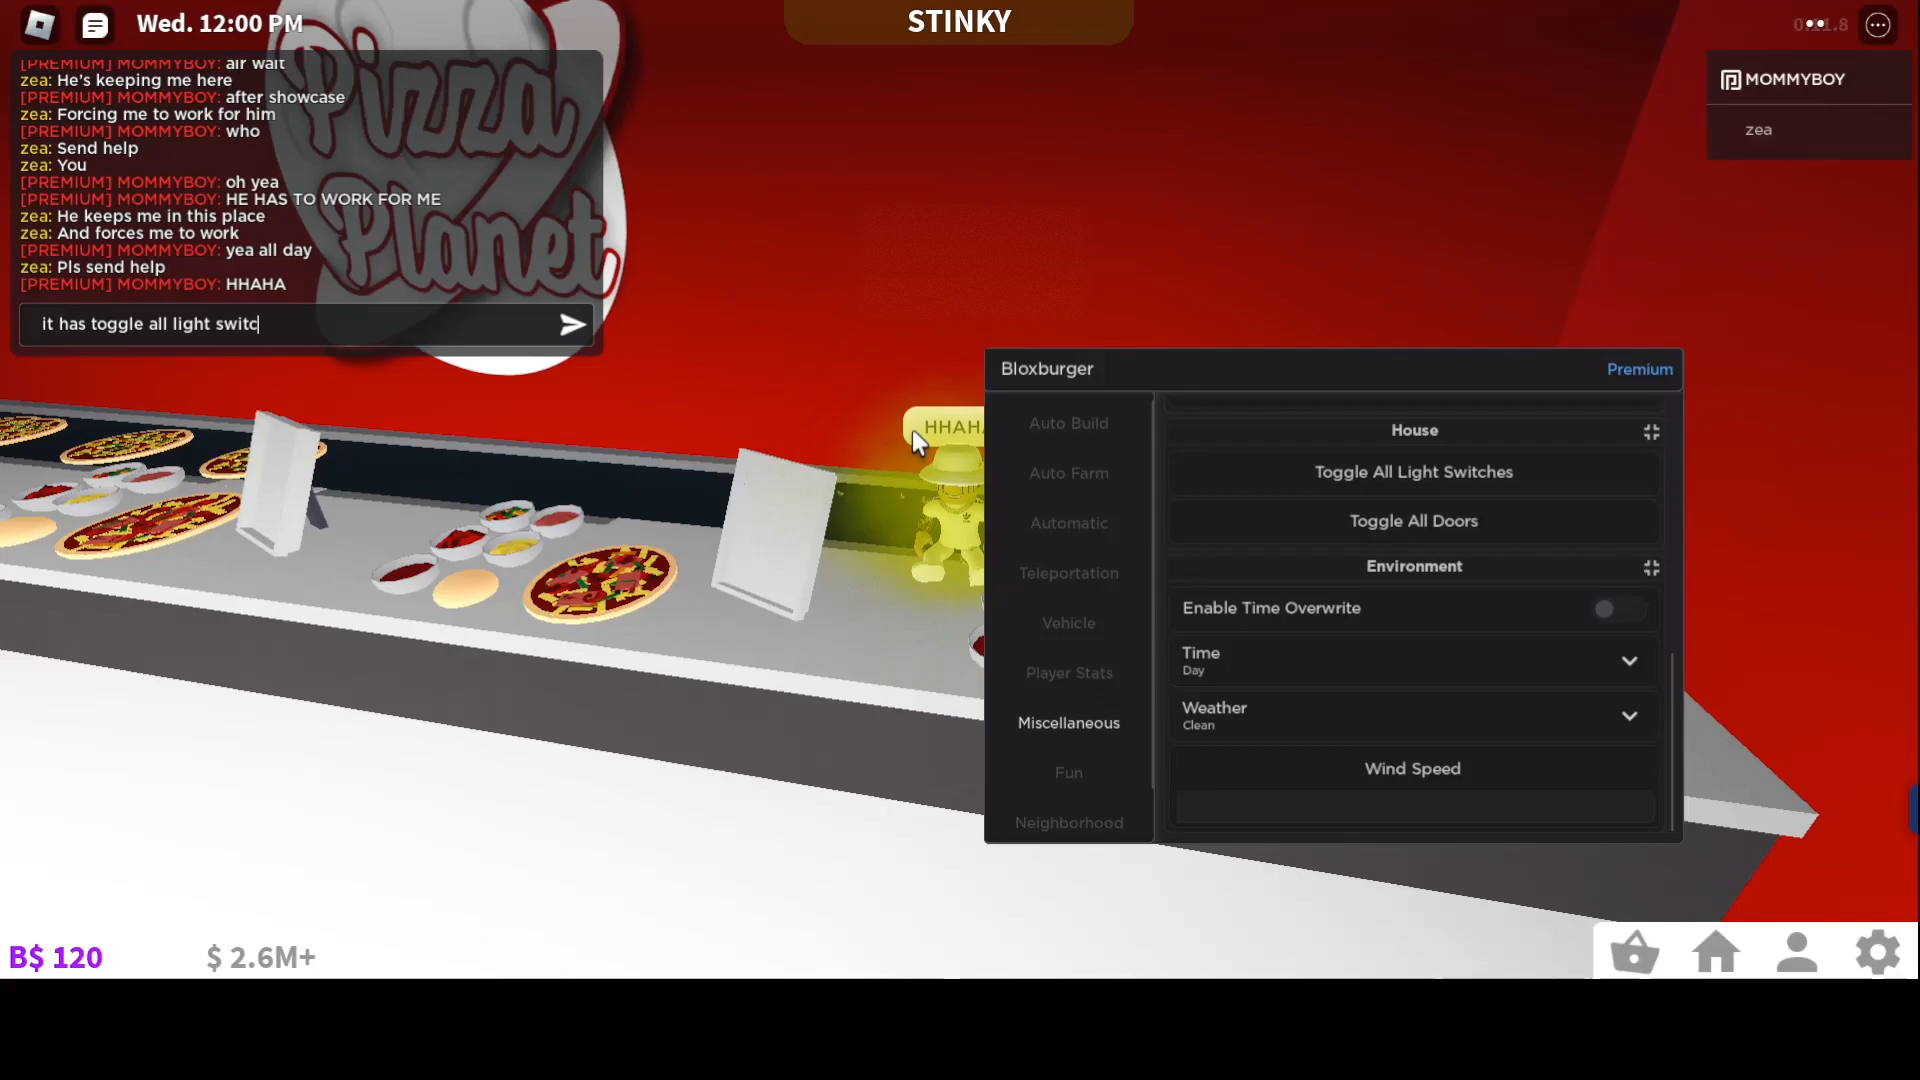 Wed. 12:00 PM
STINKY
[PREMIUM] MOMMYBOY: air wait
zea: He's keeping me here
[PREMIUM] MOMMYBOY: after showcase
zea: Forcing me to work for him
[PREMIUM] MOMMYBOY: who
zea: Send help
zea: You
[PREMIUM] MOMMYBOY: oh yea
[PREMIUM] MOMMYBOY: HE HAS TO WORK FOR ME
zea: He keeps me in this place
zea: And forces me to work
[PREMIUM] MOMMYBOY: yea all day
zea: Pls send help
[PREMIUM] MOMMYBOY: HHAHA
it has toggle all light switc
Pizza
Planet
MOMMYBOY
zea
HHAH
Bloxburger
Premium
Auto Build
Auto Farm
Automatic
Teleportation
Vehicle
Player Stats
Miscellaneous
Fun
Neighborhood
House
Toggle All Light Switches
Toggle All Doors
Environment
Enable Time Overwrite
Time
Day
Weather
Clean
Wind Speed
B$ 120
$ 2.6M+